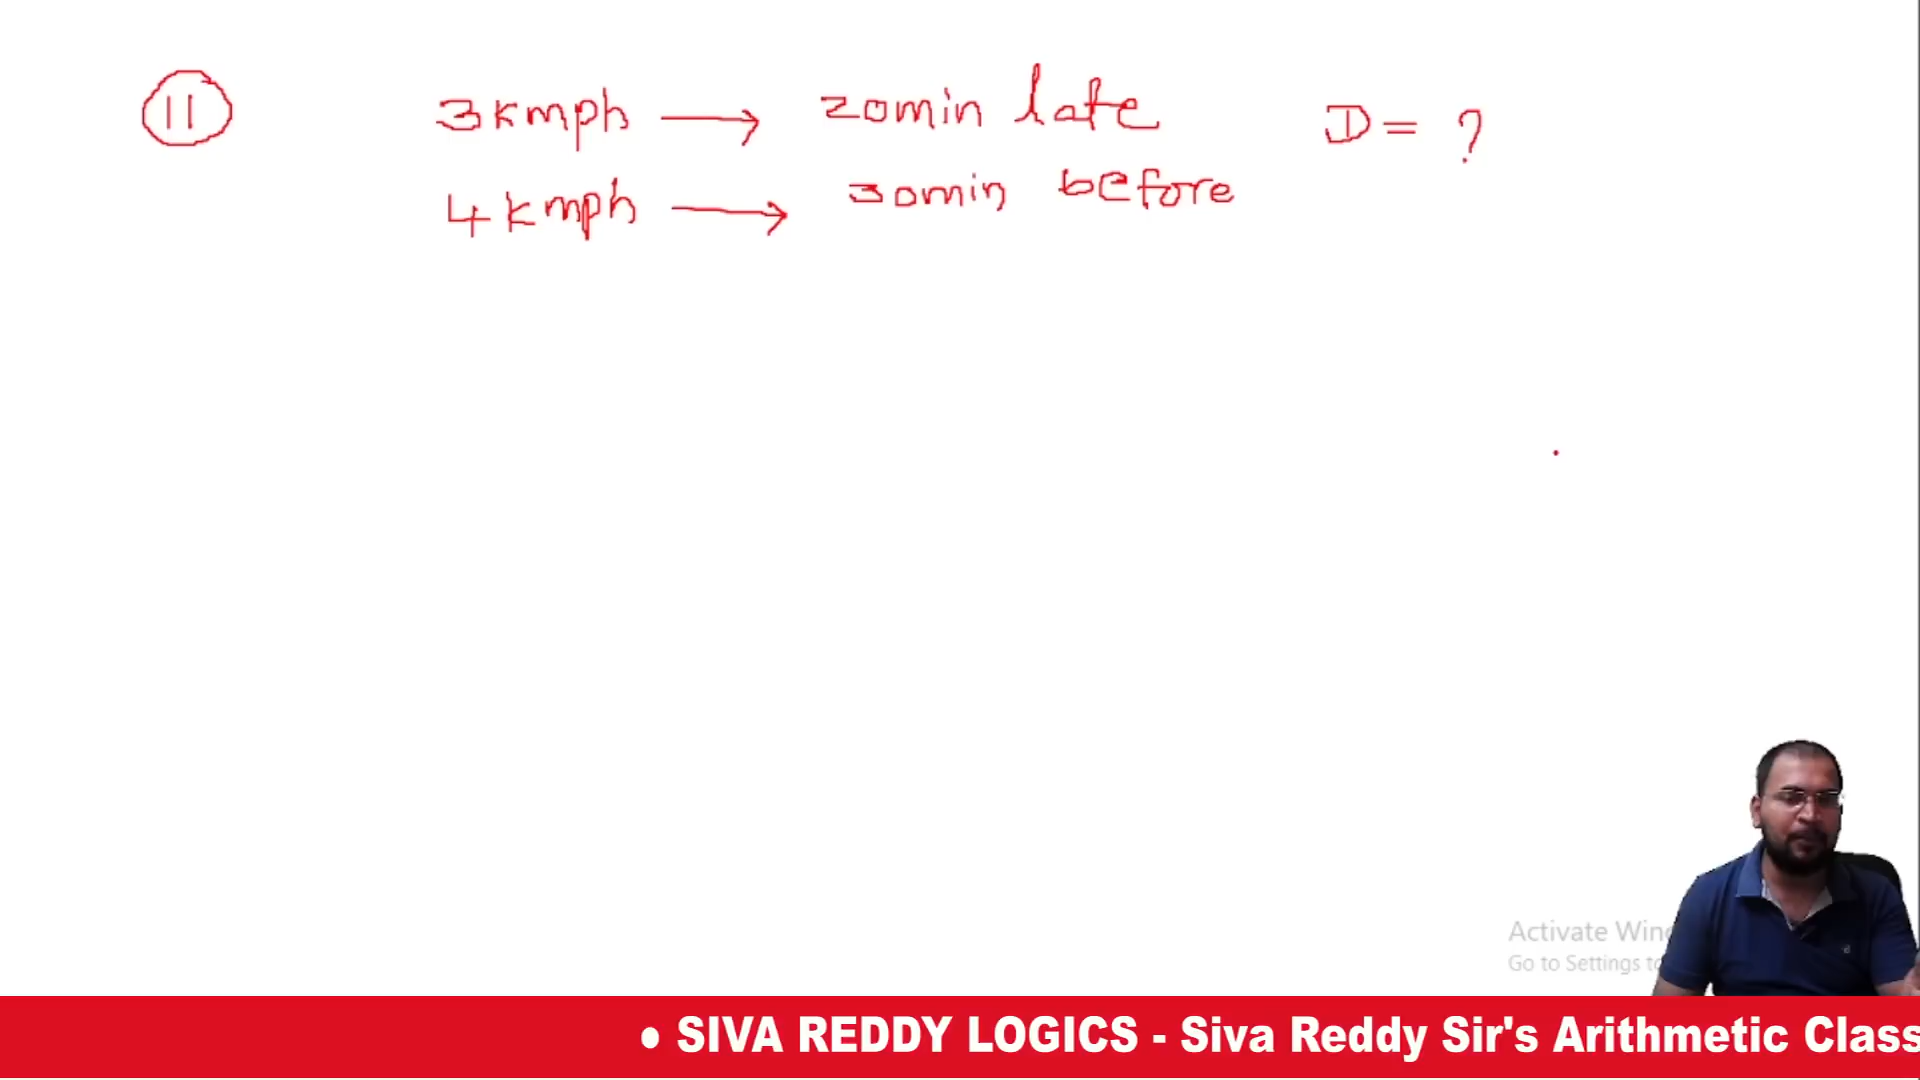 11
3kmph → 20min late D = ?
4kmph → 30min before
Activate Win
Go to Settings to
• SIVA REDDY LOGICS - Siva Reddy Sir's Arithmetic Class